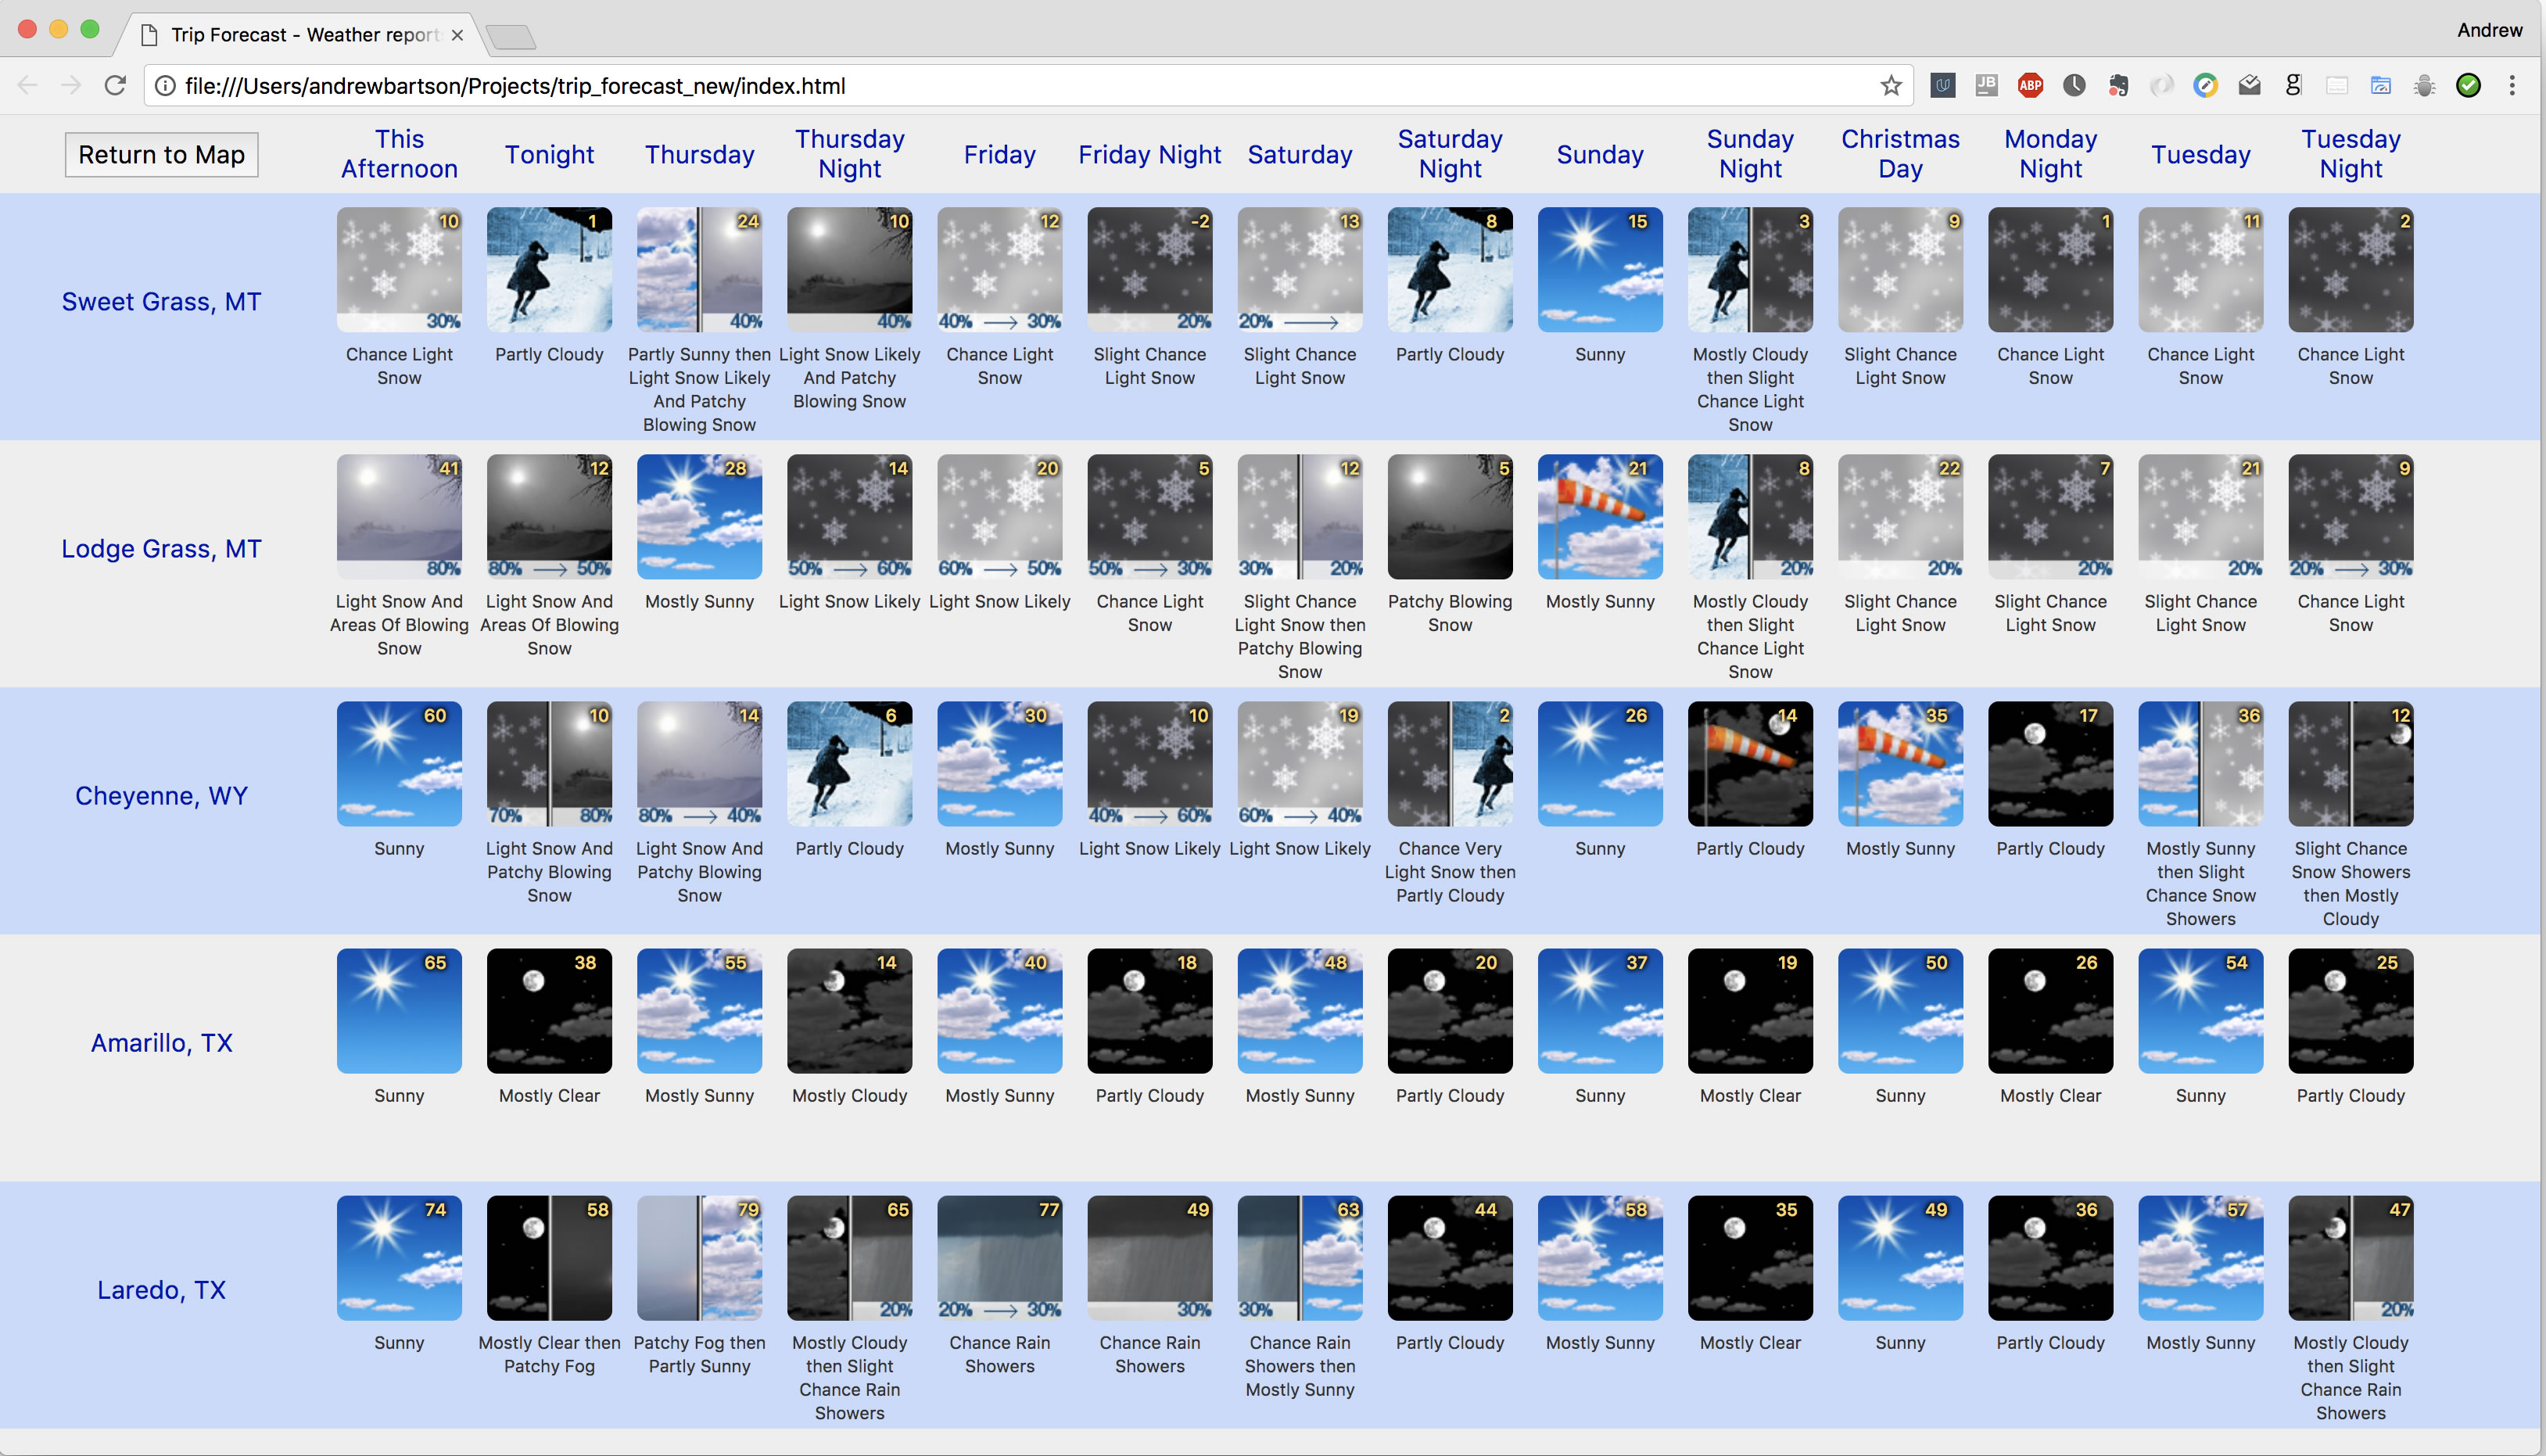 Trip Forecast - Weather report
Andrew
file:///Users/andrewbartson/Projects/trip_forecast_new/index.html
JB
ABP
g
Return to Map
This
Afternoon
Tonight
Thursday
Thursday
Night
Friday
Friday Night
Saturday
Saturday
Night
Sunday
Sunday
Night
Christmas
Day
Monday
Night
Tuesday
Tuesday
Night
Sweet Grass, MT
10
30%
Chance Light
Snow
1
Partly Cloudy
24
40%
Partly Sunny then
Light Snow Likely
And Patchy
Blowing Snow
10
40%
Light Snow Likely
And Patchy
Blowing Snow
12
40% → 30%
Chance Light
Snow
-2
20%
Slight Chance
Light Snow
13
20% →
Slight Chance
Light Snow
8
Partly Cloudy
15
Sunny
3
Mostly Cloudy
then Slight
Chance Light
Snow
9
Slight Chance
Light Snow
1
Chance Light
Snow
11
Chance Light
Snow
2
Chance Light
Snow
Lodge Grass, MT
41
80%
Light Snow And
Areas Of Blowing
Snow
12
80% → 50%
Light Snow And
Areas Of Blowing
Snow
28
Mostly Sunny
14
50% → 60%
Light Snow Likely
20
60% → 50%
Light Snow Likely
5
50% → 30%
Chance Light
Snow
12
30% 20%
Slight Chance
Light Snow then
Patchy Blowing
Snow
5
Patchy Blowing
Snow
21
Mostly Sunny
8
20%
Mostly Cloudy
then Slight
Chance Light
Snow
22
20%
Slight Chance
Light Snow
7
20%
Slight Chance
Light Snow
21
20%
Slight Chance
Light Snow
9
20% → 30%
Chance Light
Snow
Cheyenne, WY
60
Sunny
10
70% 80%
Light Snow And
Patchy Blowing
Snow
14
80% → 40%
Light Snow And
Patchy Blowing
Snow
6
Partly Cloudy
30
Mostly Sunny
10
40% → 60%
Light Snow Likely
19
60% → 40%
Light Snow Likely
2
Chance Very
Light Snow then
Partly Cloudy
26
Sunny
14
Partly Cloudy
35
Mostly Sunny
17
Partly Cloudy
36
Mostly Sunny
then Slight
Chance Snow
Showers
12
Slight Chance
Snow Showers
then Mostly
Cloudy
Amarillo, TX
65
Sunny
38
Mostly Clear
55
Mostly Sunny
14
Mostly Cloudy
40
Mostly Sunny
18
Partly Cloudy
48
Mostly Sunny
20
Partly Cloudy
37
Sunny
19
Mostly Clear
50
Sunny
26
Mostly Clear
54
Sunny
25
Partly Cloudy
Laredo, TX
74
Sunny
58
Mostly Clear then
Patchy Fog
79
Patchy Fog then
Partly Sunny
65
20%
Mostly Cloudy
then Slight
Chance Rain
Showers
77
20% → 30%
Chance Rain
Showers
49
30%
Chance Rain
Showers
63
30%
Chance Rain
Showers then
Mostly Sunny
44
Partly Cloudy
58
Mostly Sunny
35
Mostly Clear
49
Sunny
36
Partly Cloudy
57
Mostly Sunny
47
20%
Mostly Cloudy
then Slight
Chance Rain
Showers